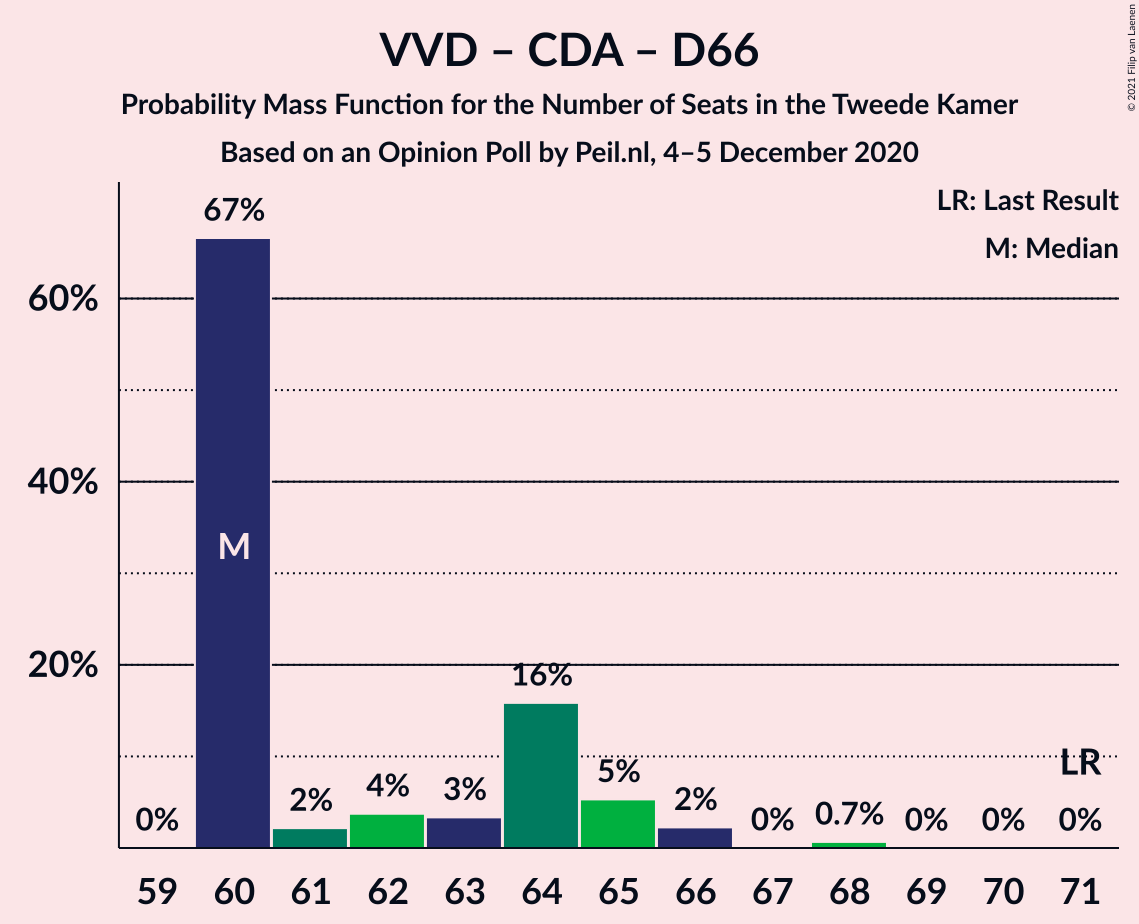 VVD – CDA – D66
Probability Mass Function for the Number of Seats in the Tweede Kamer
Based on an Opinion Poll by Peil.nl, 4–5 December 2020
© 2021 Filip van Laenen
LR: Last Result
M: Median
60%
40%
20%
0%
67%
2%
4%
3%
16%
5%
2%
0%
0.7%
0%
0%
0%
M
LR
59 60 61 62 63 64 65 66 67 68 69 70 71